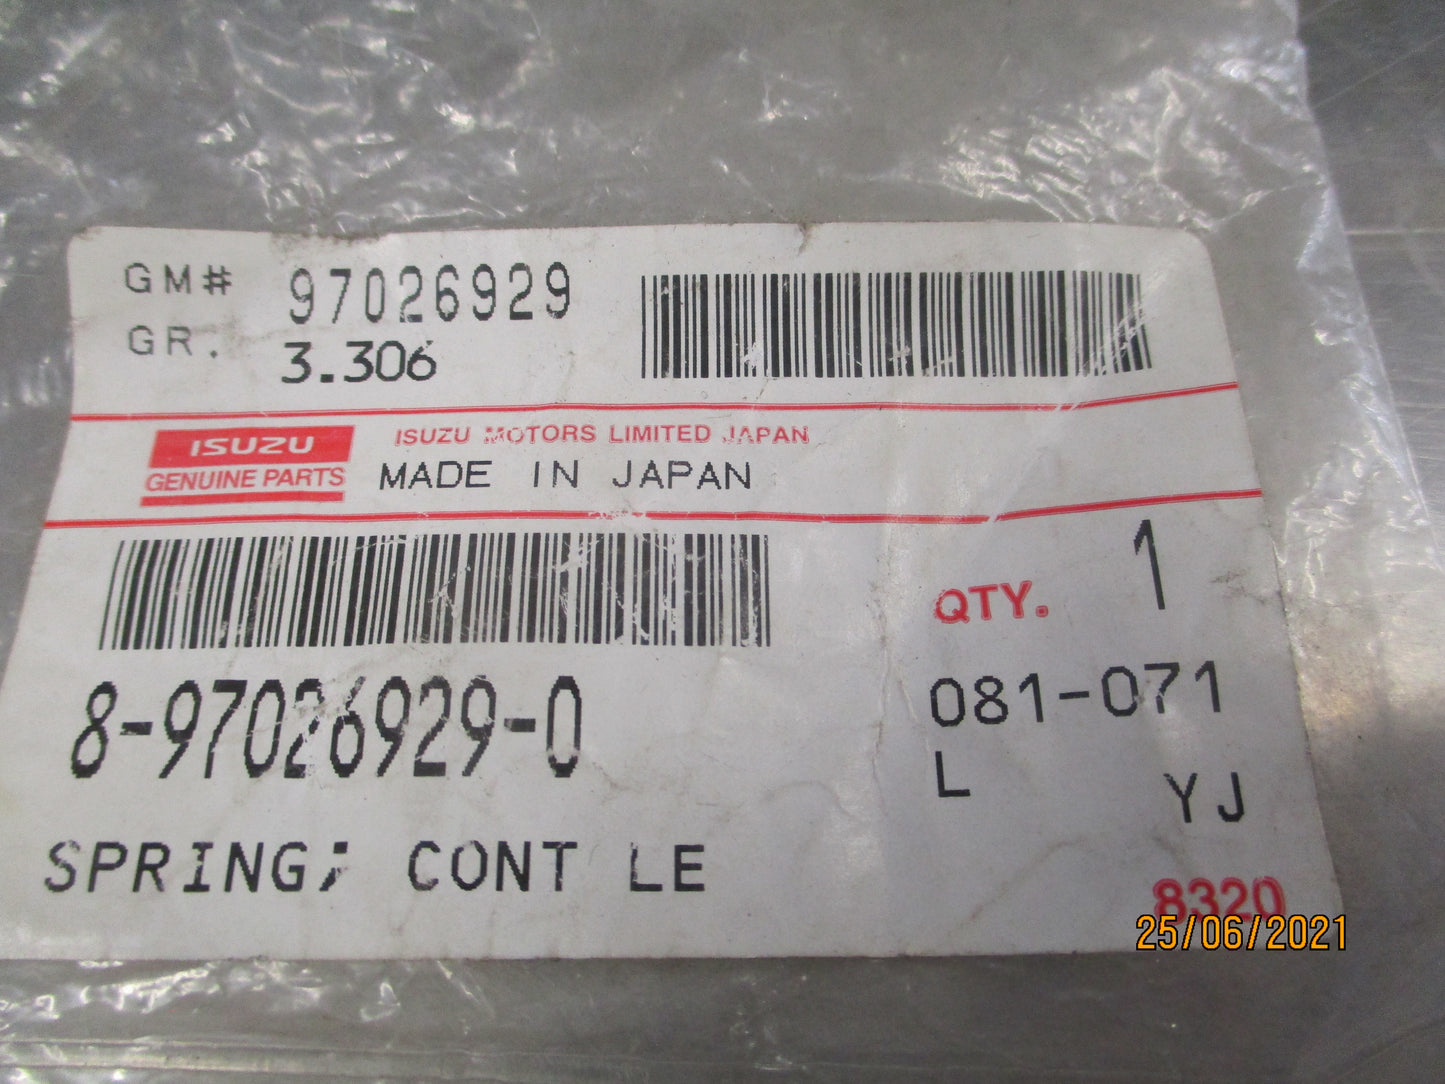 GM# 97026929
GR. 3.306
ISUZU
GENUINE PARTS
ISUZU MOTORS LIMITED JAPAN
MADE IN JAPAN
QTY. 1
8-97026929-0
081-071
L YJ
SPRING; CONT LE
8320
25/06/2021